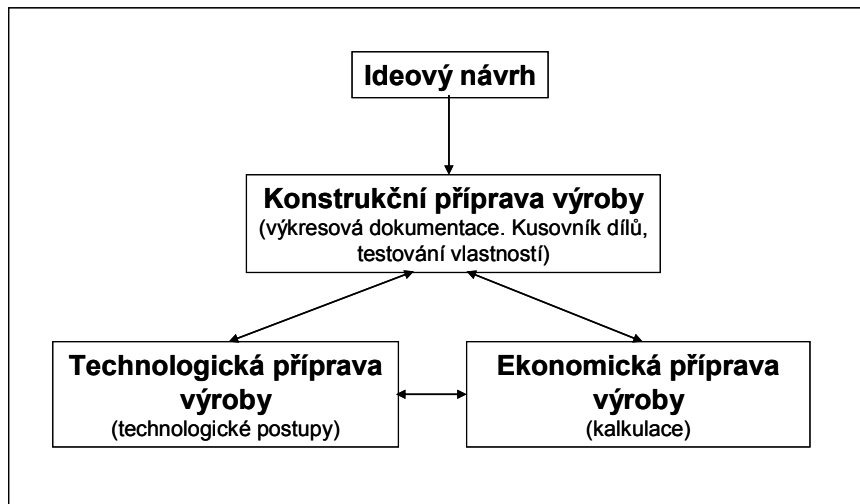 Ideový návrh
Konstrukční příprava výroby
(výkresová dokumentace. Kusovník dílů,
testování vlastností)
Technologická příprava
výroby
(technologické postupy)
Ekonomická příprava
výroby
(kalkulace)